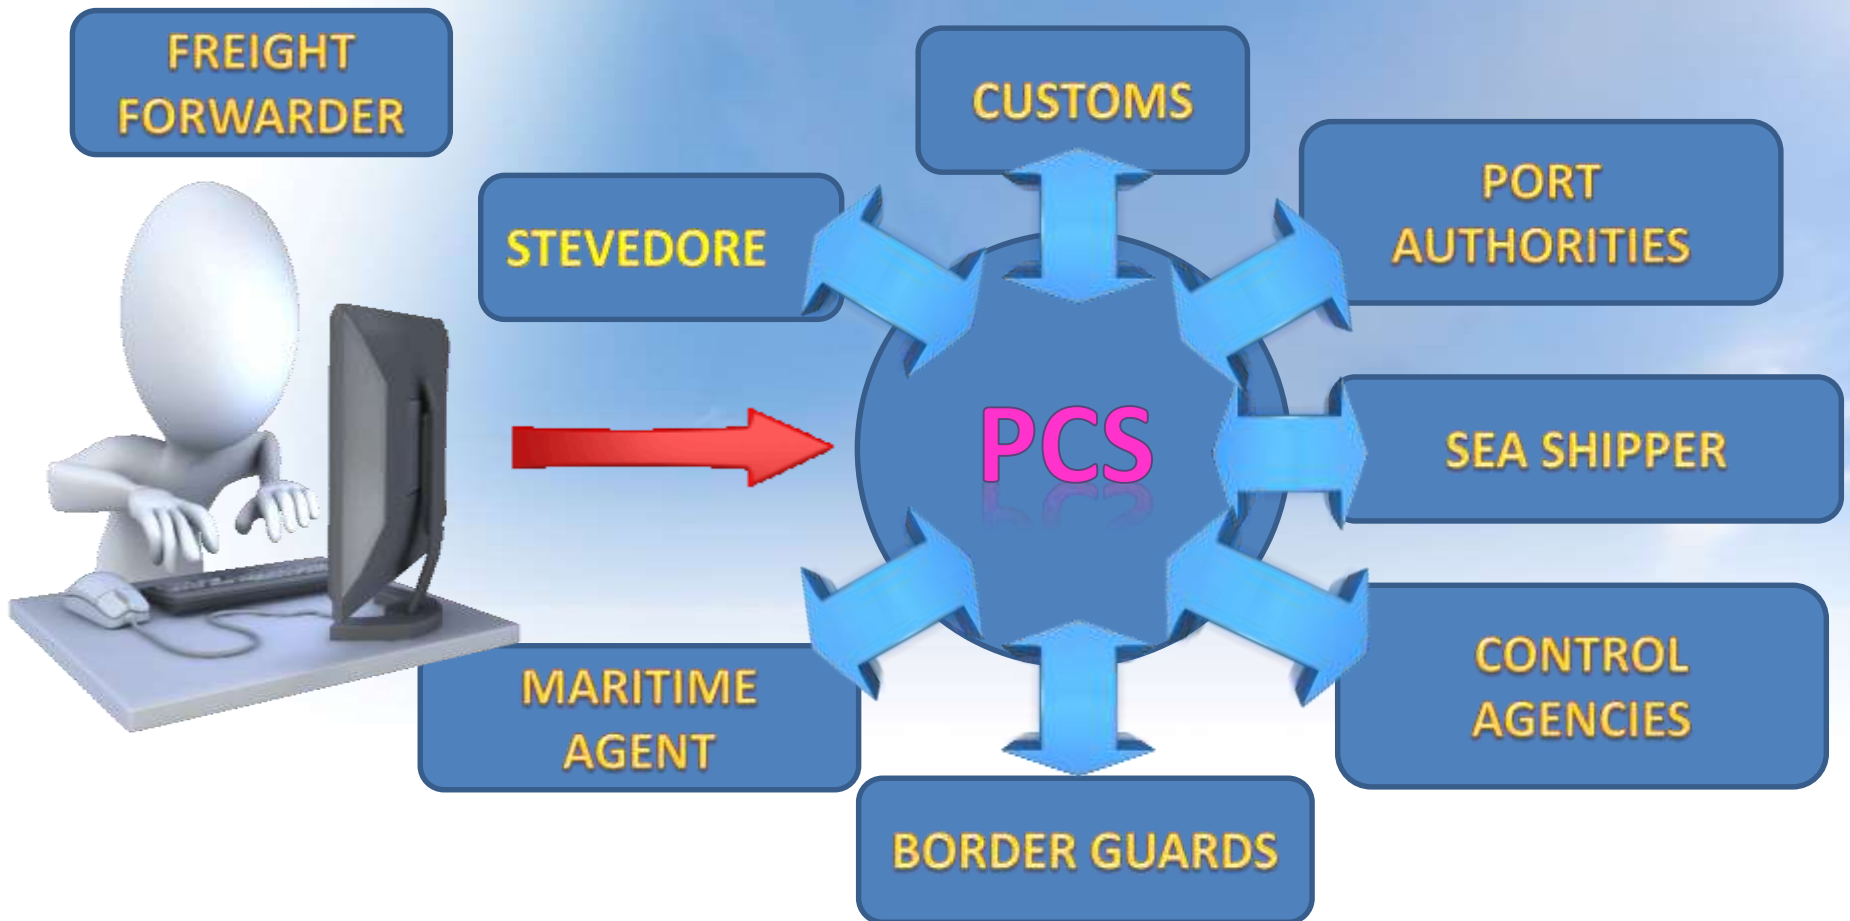 FREIGHT
FORWARDER
CUSTOMS
PORT
AUTHORITIES
STEVEDORE
PCS
SEA SHIPPER
CONTROL
AGENCIES
MARITIME
AGENT
BORDER GUARDS